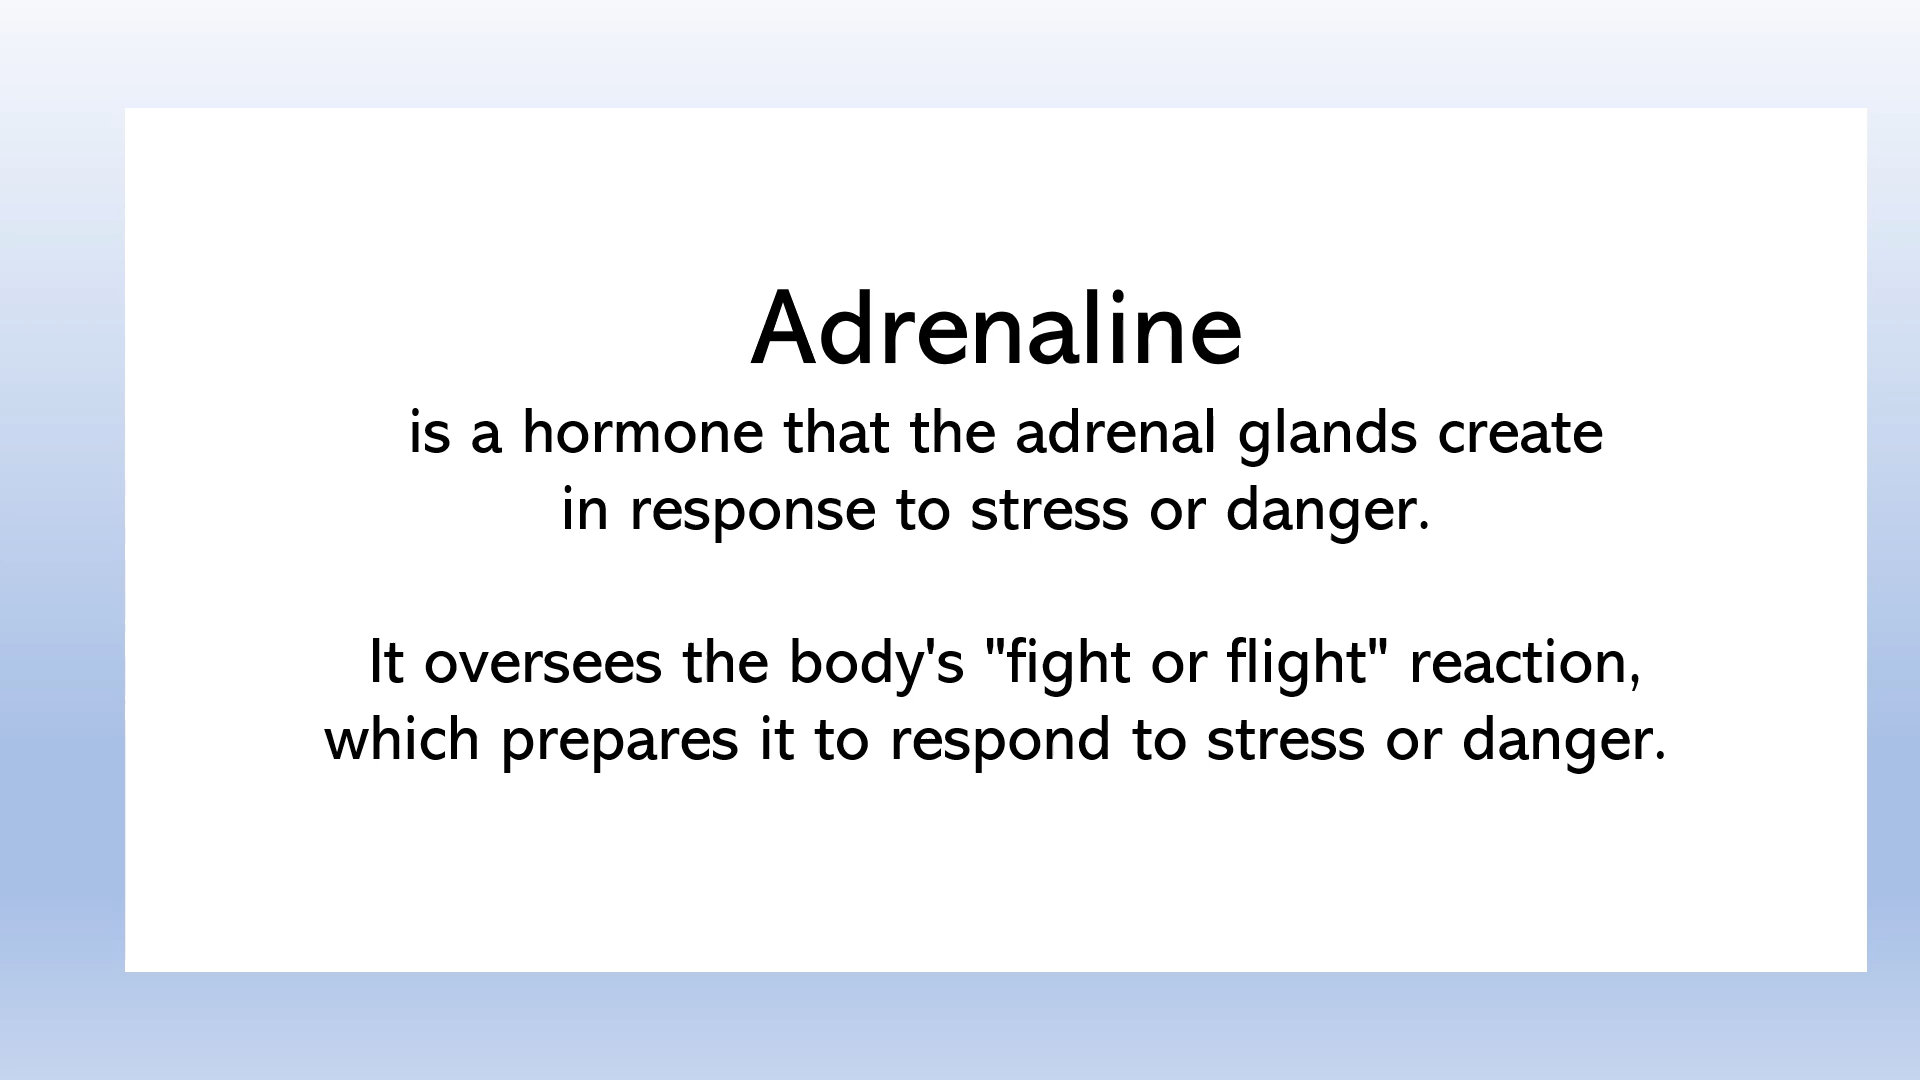 Adrenaline
is a hormone that the adrenal glands create
in response to stress or danger.
It oversees the body's "fight or flight" reaction,
which prepares it to respond to stress or danger.